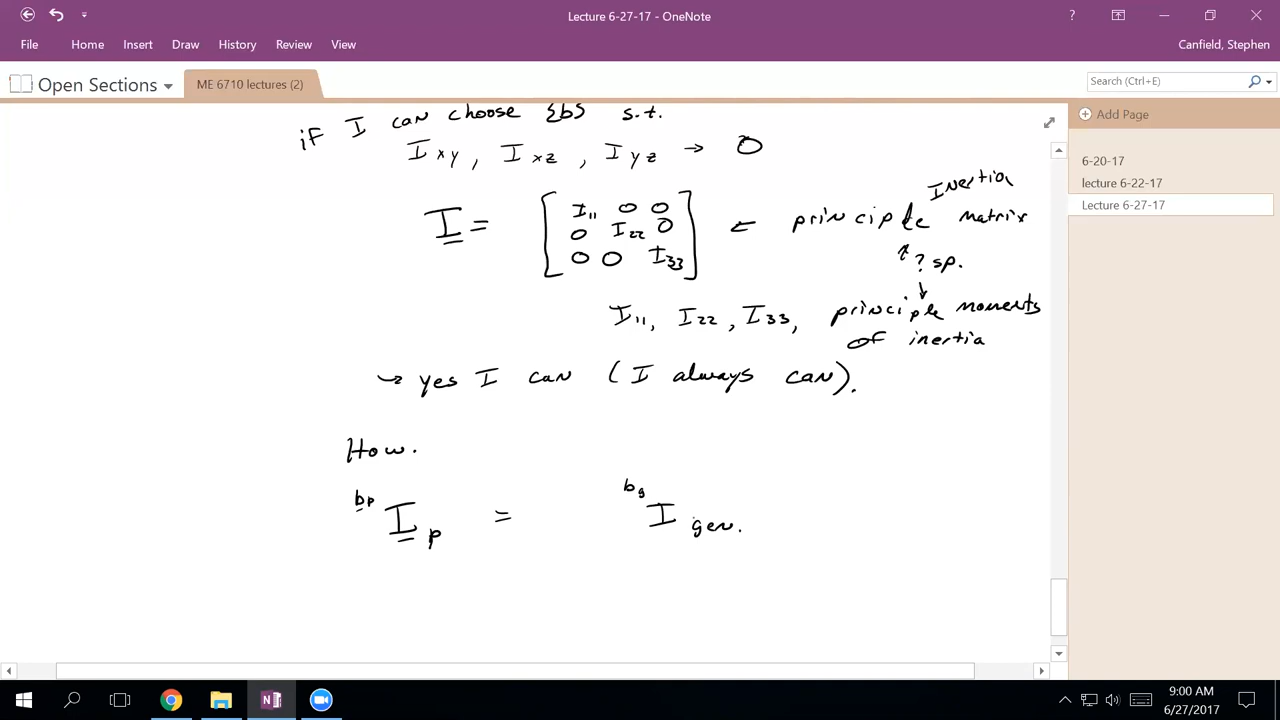 Lecture 6-27-17 - OneNote
?
File Home Insert Draw History Review View
Canfield, Stephen
Open Sections
ME 6710 lectures (2)
Search (Ctrl+E)
Add Page
6-20-17
lecture 6-22-17
Lecture 6-27-17
if I can choose {b} s.t.
Ixy, Ixz, Iyz → 0
Inertia
I = [ I11 0 0 ← principle matrix
0 I22 0
0 0 I33 ]
↑ ? sp.
↓
I11, I22, I33, principle moments
of inertia
↪ yes I can (I always can).
How.
bp I p = bg I gen.
9:00 AM
6/27/2017